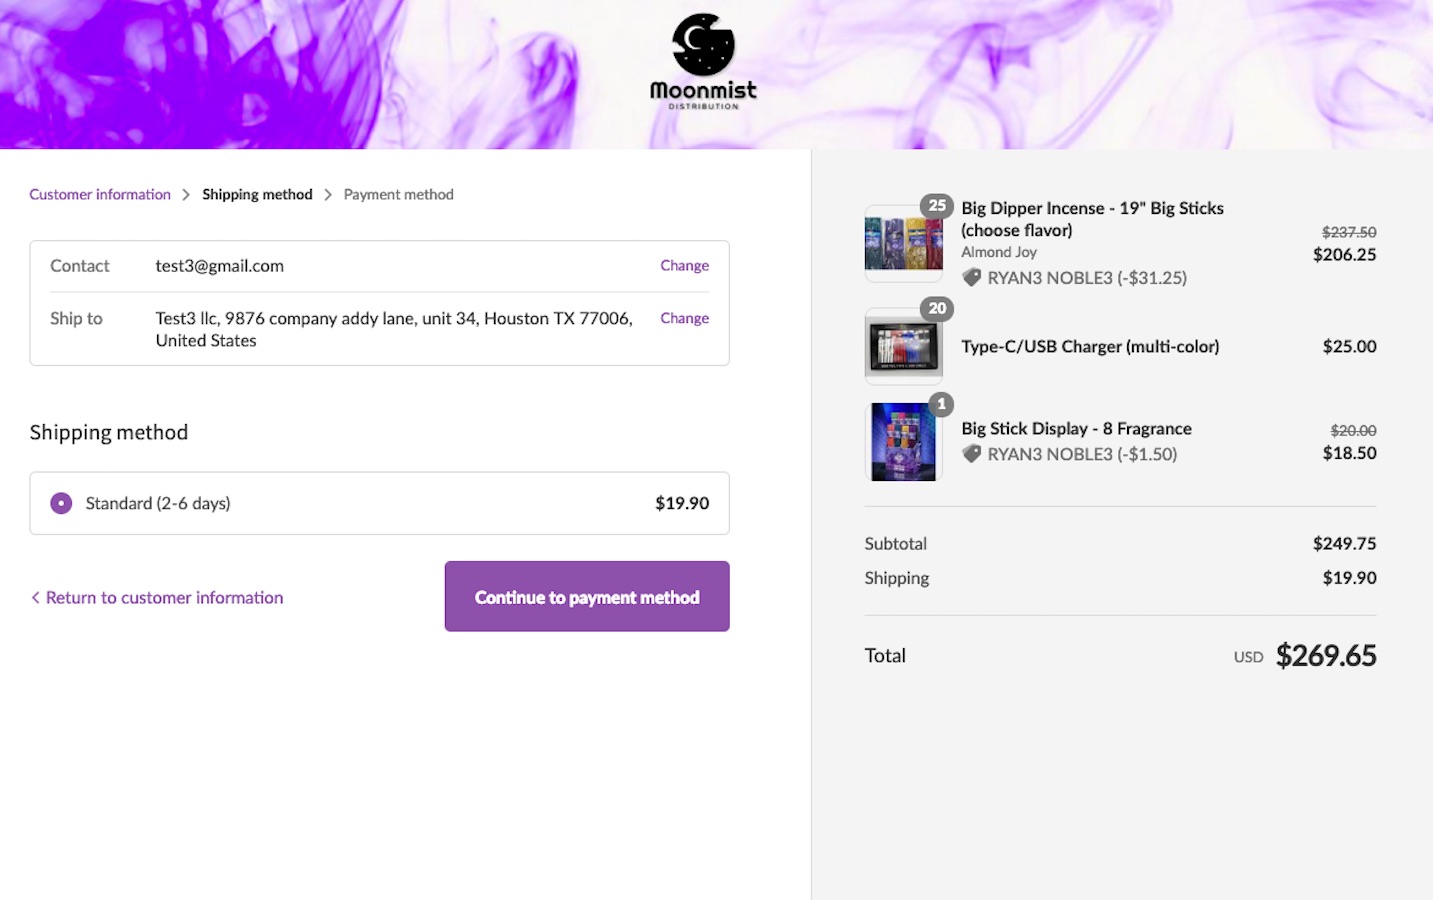 Moonmist
DISTRIBUTION
Customer information > Shipping method > Payment method
Contact test3@gmail.com Change
Ship to Test3 llc, 9876 company addy lane, unit 34, Houston TX 77006, Change
United States
Shipping method
Standard (2-6 days) $19.90
< Return to customer information
Continue to payment method
25
Big Dipper Incense - 19" Big Sticks
(choose flavor)
$237.50
Almond Joy
$206.25
RYAN3 NOBLE3 (-$31.25)
20
Type-C/USB Charger (multi-color) $25.00
1
Big Stick Display - 8 Fragrance $20.00
RYAN3 NOBLE3 (-$1.50) $18.50
Subtotal $249.75
Shipping $19.90
Total USD $269.65